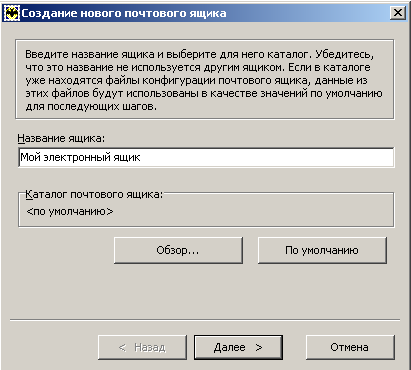 Создание нового почтового ящика
Введите название ящика и выберите для него каталог. Убедитесь,
что это название не используется другим ящиком. Если в каталоге
уже находятся файлы конфигурации почтового ящика, данные из
этих файлов будут использованы в качестве значений по умолчанию
для последующих шагов.
Название ящика:
Мой электронный ящик
Каталог почтового ящика:
<по умолчанию>
Обзор... По умолчанию
< Назад Далее > Отмена